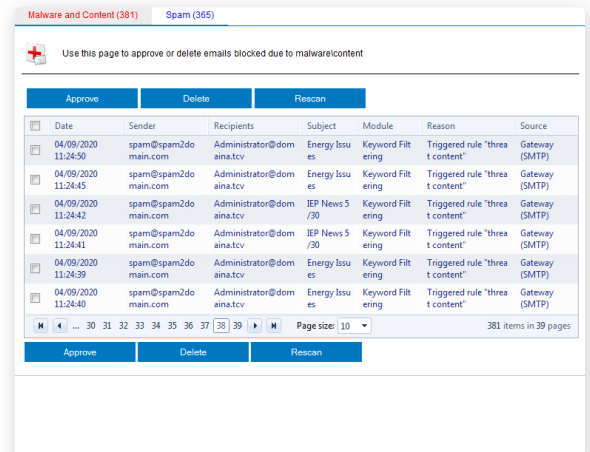 Malware and Content (381) Spam (365)
Use this page to approve or delete emails blocked due to malware\content
Approve Delete Rescan
Date Sender Recipients Subject Module Reason Source
04/09/2020 spam@spam2do Administrator@dom Energy Issu Keyword Filt Triggered rule "threa Gateway
11:24:50 main.com aina.tcv es ering t content" (SMTP)
04/09/2020 spam@spam2do Administrator@dom Energy Issu Keyword Filt Triggered rule "threa Gateway
11:24:45 main.com aina.tcv es ering t content" (SMTP)
04/09/2020 spam@spam2do Administrator@dom IEP News 5 Keyword Filt Triggered rule "threa Gateway
11:24:42 main.com aina.tcv /30 ering t content" (SMTP)
04/09/2020 spam@spam2do Administrator@dom IEP News 5 Keyword Filt Triggered rule "threa Gateway
11:24:41 main.com aina.tcv /30 ering t content" (SMTP)
04/09/2020 spam@spam2do Administrator@dom Energy Issu Keyword Filt Triggered rule "threa Gateway
11:24:39 main.com aina.tcv es ering t content" (SMTP)
04/09/2020 spam@spam2do Administrator@dom Energy Issu Keyword Filt Triggered rule "threa Gateway
11:24:40 main.com aina.tcv es ering t content" (SMTP)
... 30 31 32 33 34 35 36 37 38 39 Page size: 10 381 items in 39 pages
Approve Delete Rescan